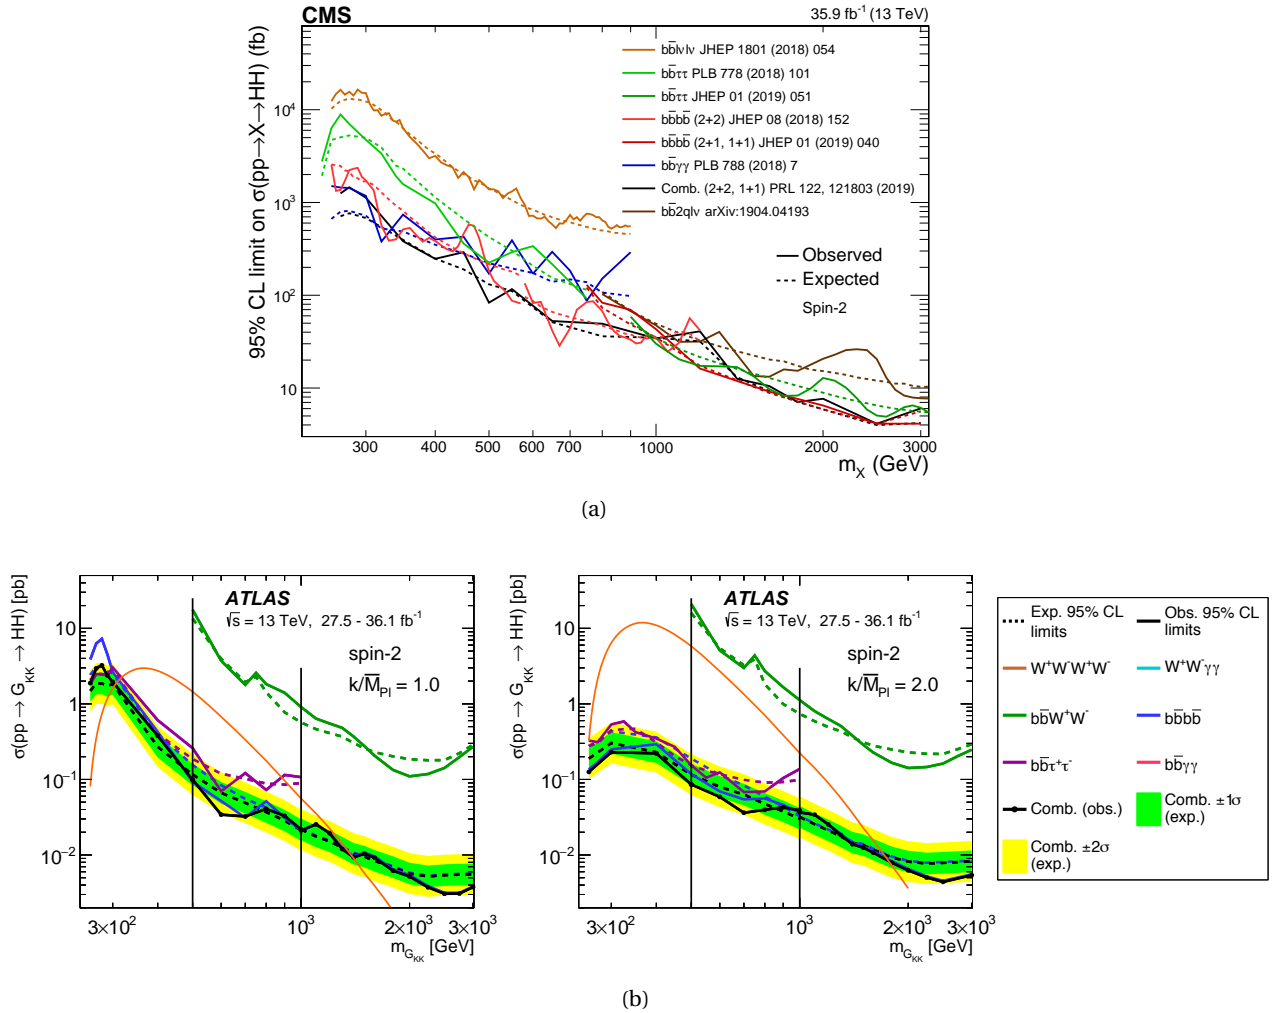 CMS
35.9 fb⁻¹ (13 TeV)
95% CL limit on σ(pp→X→HH) (fb)
10⁴
10³
10²
10
bb̅lνlν JHEP 1801 (2018) 054
bb̅ττ PLB 778 (2018) 101
bb̅ττ JHEP 01 (2019) 051
bb̅bb̅ (2+2) JHEP 08 (2018) 152
bb̅bb̅ (2+1, 1+1) JHEP 01 (2019) 040
bb̅γγ PLB 788 (2018) 7
Comb. (2+2, 1+1) PRL 122, 121803 (2019)
bb̅2qlν arXiv:1904.04193
Observed
Expected
Spin-2
300 400 500 600 700 1000 2000 3000
m_X (GeV)
(a)
σ(pp → G_KK → HH) [pb]
10
1
10⁻¹
10⁻²
ATLAS
√s = 13 TeV, 27.5 - 36.1 fb⁻¹
spin-2
k/M̅_Pl = 1.0
3×10² 10³ 2×10³ 3×10³
m_G_KK [GeV]
σ(pp → G_KK → HH) [pb]
10
1
10⁻¹
10⁻²
ATLAS
√s = 13 TeV, 27.5 - 36.1 fb⁻¹
spin-2
k/M̅_Pl = 2.0
3×10² 10³ 2×10³ 3×10³
m_G_KK [GeV]
Exp. 95% CL limits
Obs. 95% CL limits
W⁺W⁻W⁺W⁻
W⁺W⁻γγ
bb̅W⁺W⁻
bb̅bb̅
bb̅τ⁺τ⁻
bb̅γγ
Comb. (obs.)
Comb. ±1σ (exp.)
Comb. ±2σ (exp.)
(b)